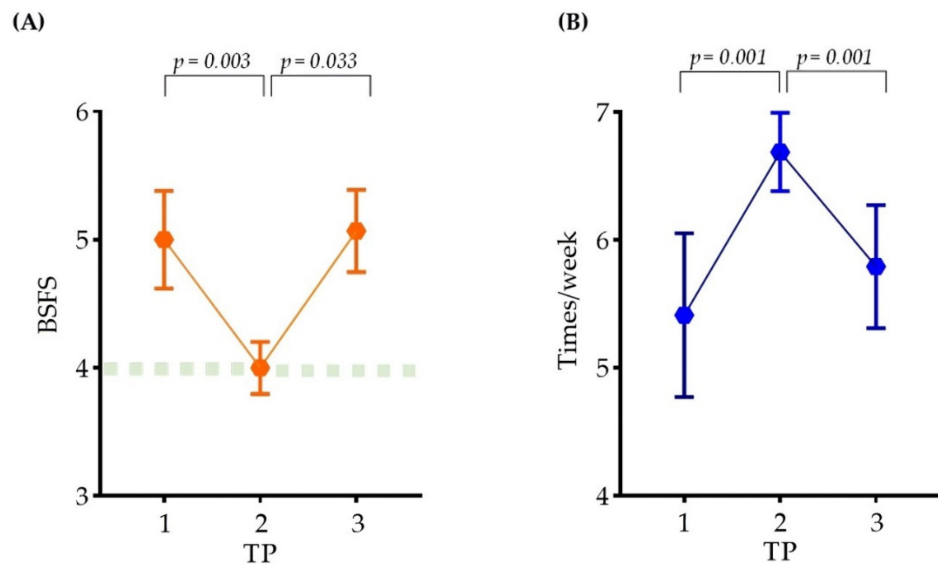 (A)
p = 0.003
p = 0.033
6
5
4
3
BSFS
1 2 3
TP
(B)
p = 0.001
p = 0.001
7
6
5
4
Times/week
1 2 3
TP